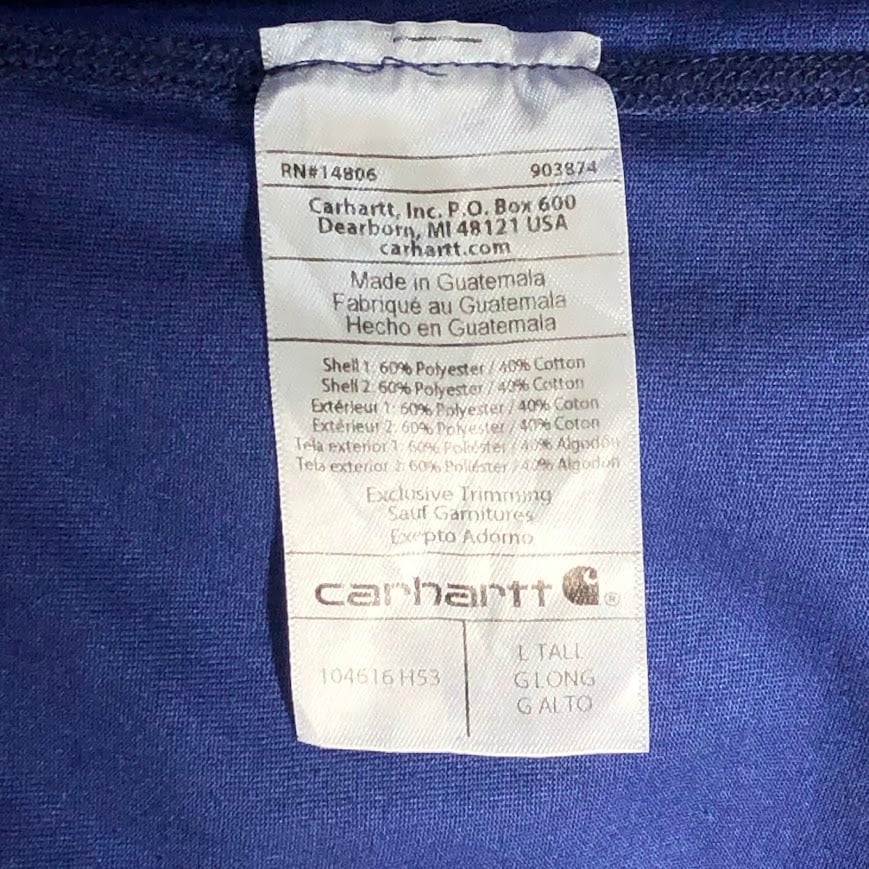 RN#14806 903874
Carhartt, Inc. P.O. Box 600
Dearborn, MI 48121 USA
carhartt.com
Made in Guatemala
Fabriqué au Guatemala
Hecho en Guatemala
Shell 1: 60% Polyester / 40% Cotton
Shell 2: 60% Polyester / 40% Cotton
Extérieur 1: 60% Polyester / 40% Coton
Extérieur 2: 60% Polyester / 40% Coton
Tela exterior 1: 60% Poliéster / 40% Algodón
Tela exterior 2: 60% Poliéster / 40% Algodón
Exclusive Trimming
Sauf Garnitures
Exepto Adorno
carhartt ®
104616 H53
L TALL
G LONG
G ALTO